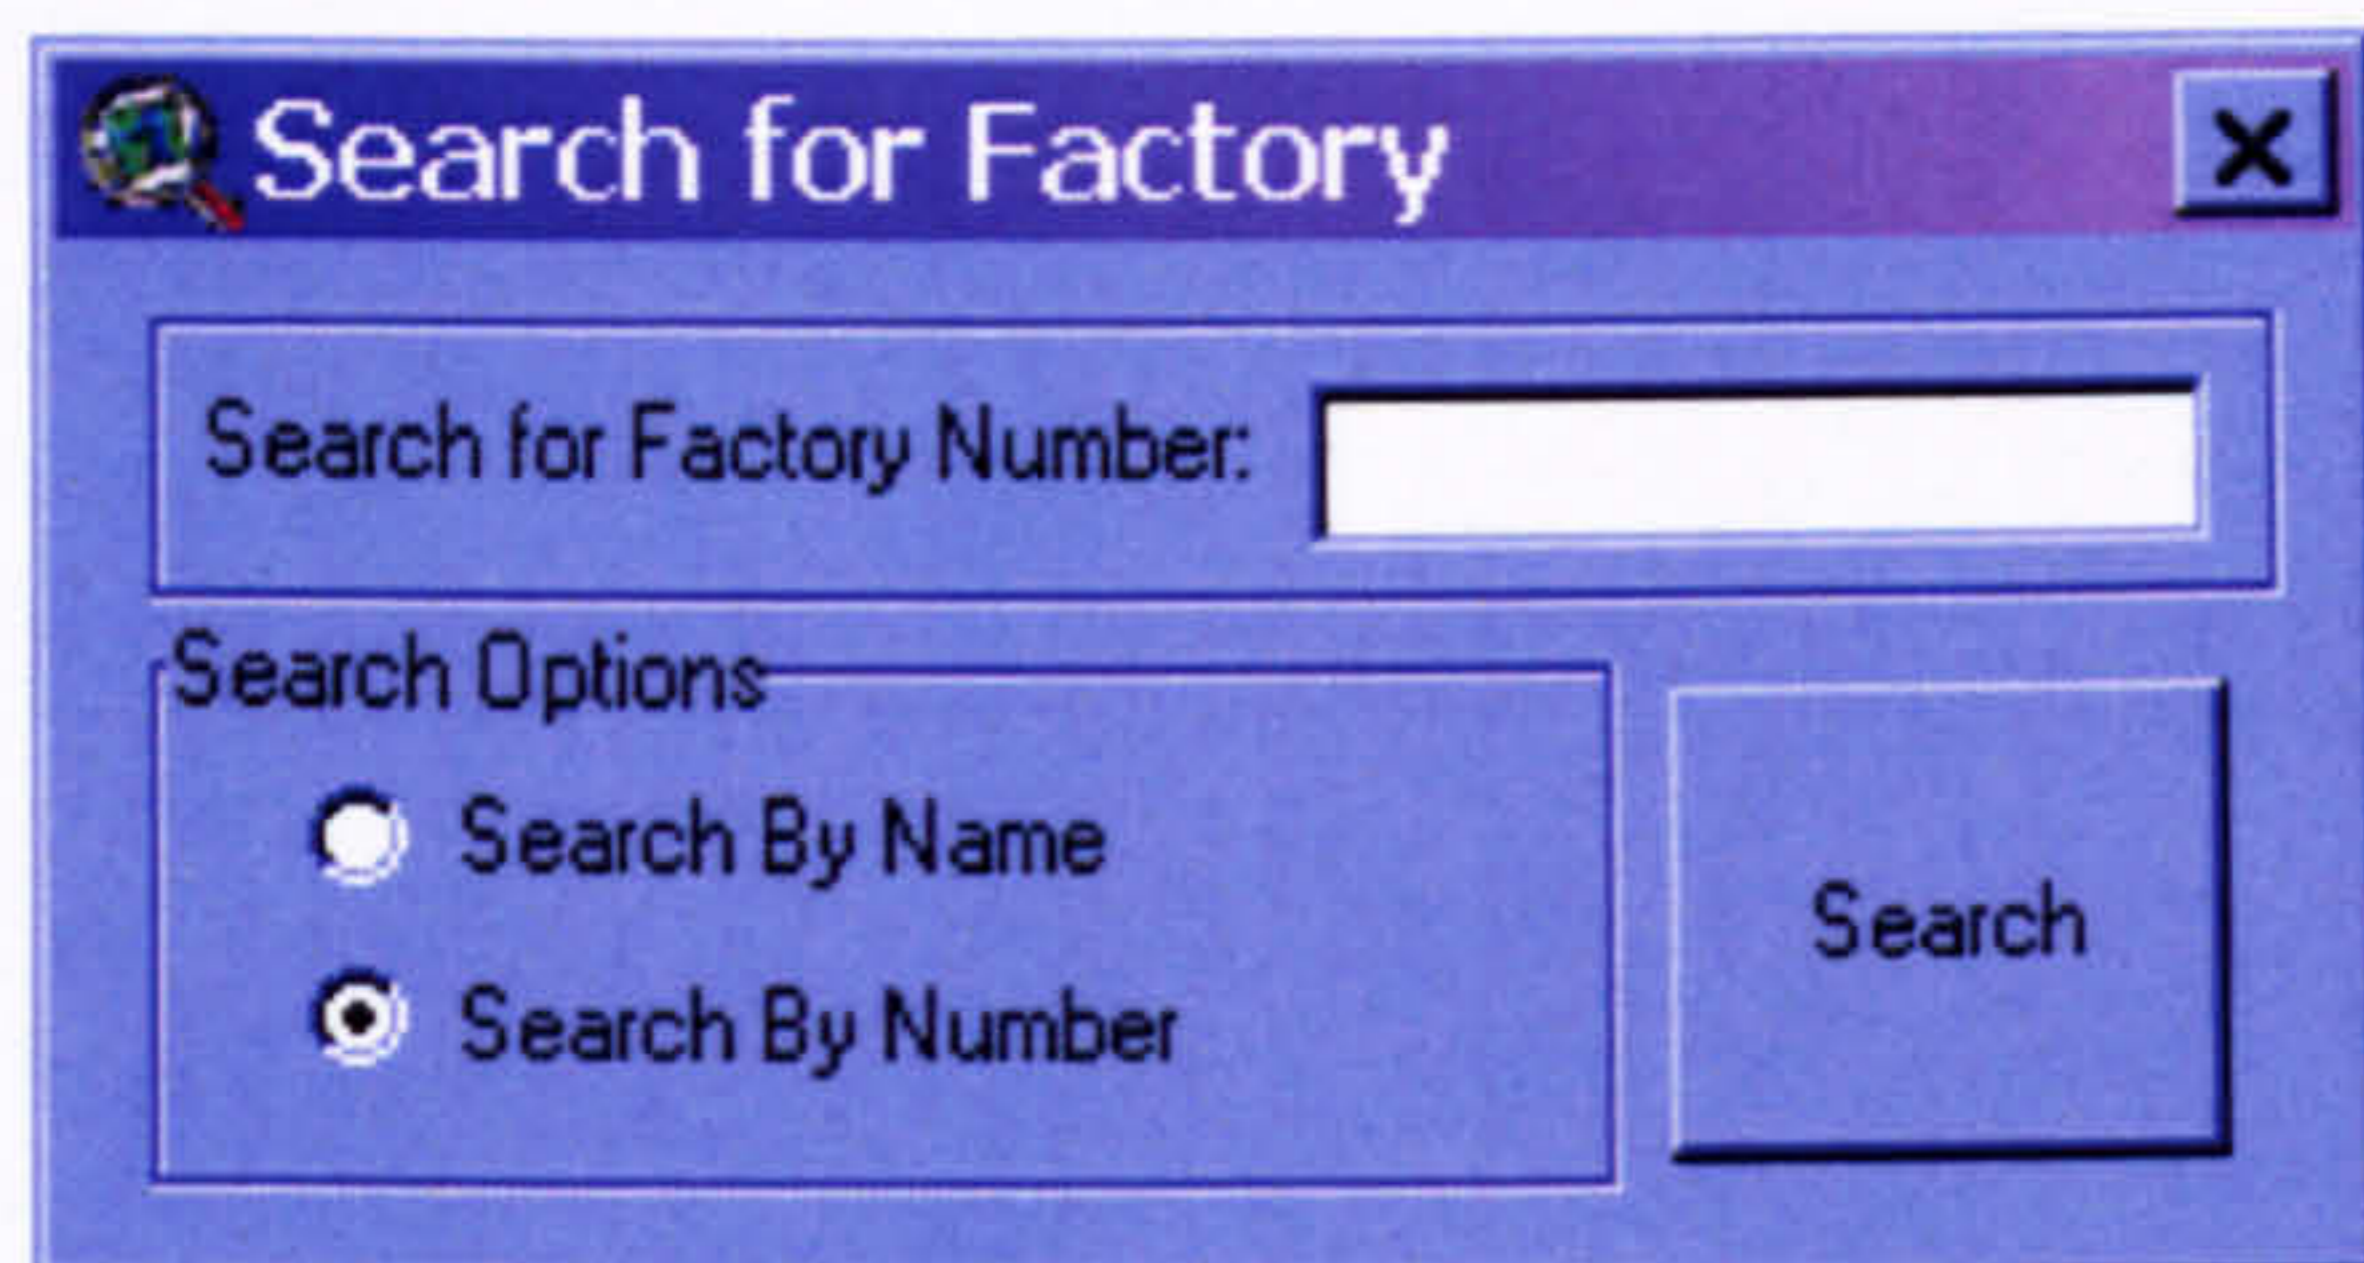 Search for Factory
Search for Factory Number:
Search Options
Search By Name
Search By Number
Search